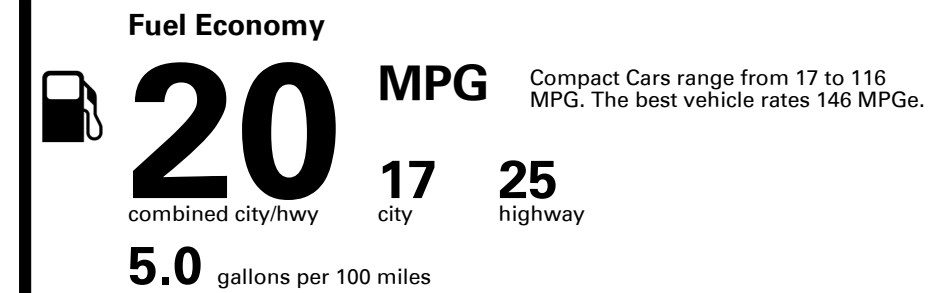 Fuel Economy
20 MPG
Compact Cars range from 17 to 116
MPG. The best vehicle rates 146 MPGe.
combined city/hwy
17
city
25
highway
5.0 gallons per 100 miles